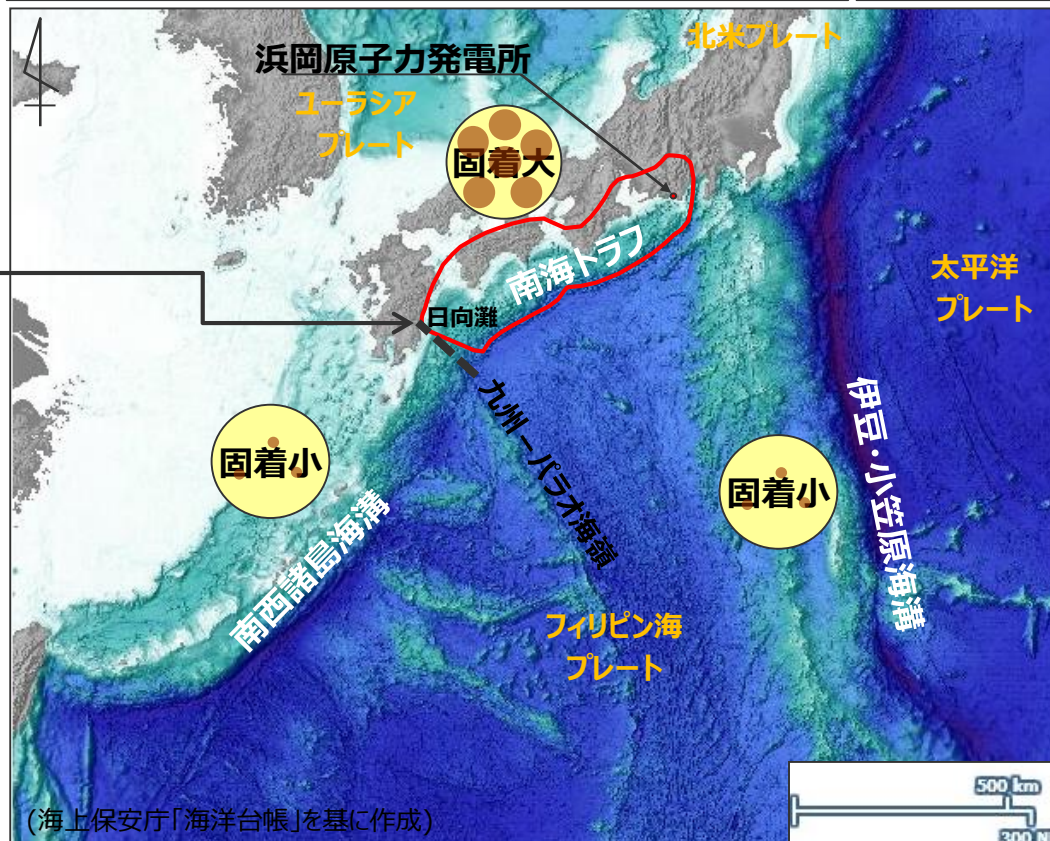 北米プレート
浜岡原子力発電所
ユーラシア
プレート
固着大
南海トラフ
太平洋
プレート
日向灘
九州－パラオ海嶺
伊豆・小笠原海溝
固着小
固着小
南西諸島海溝
フィリピン海
プレート
500 km
(海上保安庁「海洋台帳」を基に作成)